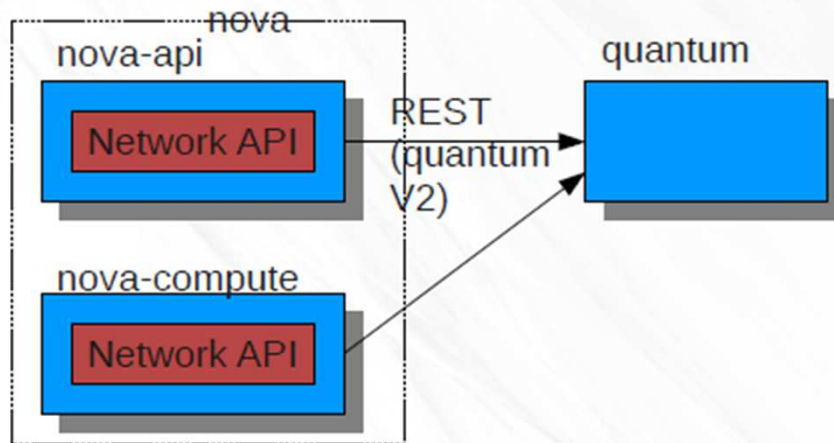 nova
nova-api
quantum
Network API
REST
(quantum
V2)
nova-compute
Network API